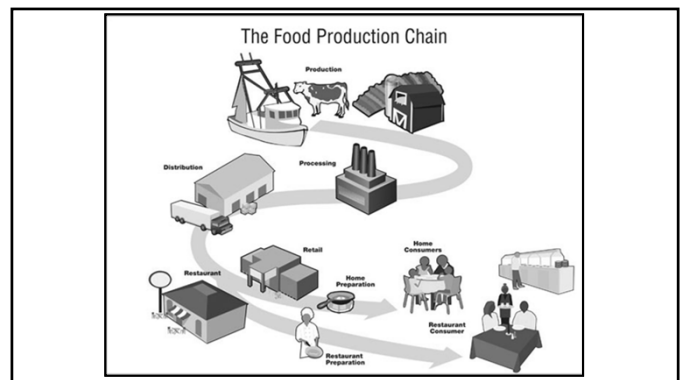 The Food Production Chain
Production
Processing
Distribution
Retail
Home
Consumers
Restaurant
Home
Preparation
Restaurant
Consumer
Restaurant
Preparation